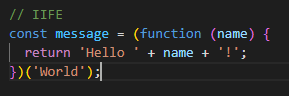 // IIFE
const message = (function (name) {
  return 'Hello ' + name + '!';
})('World');